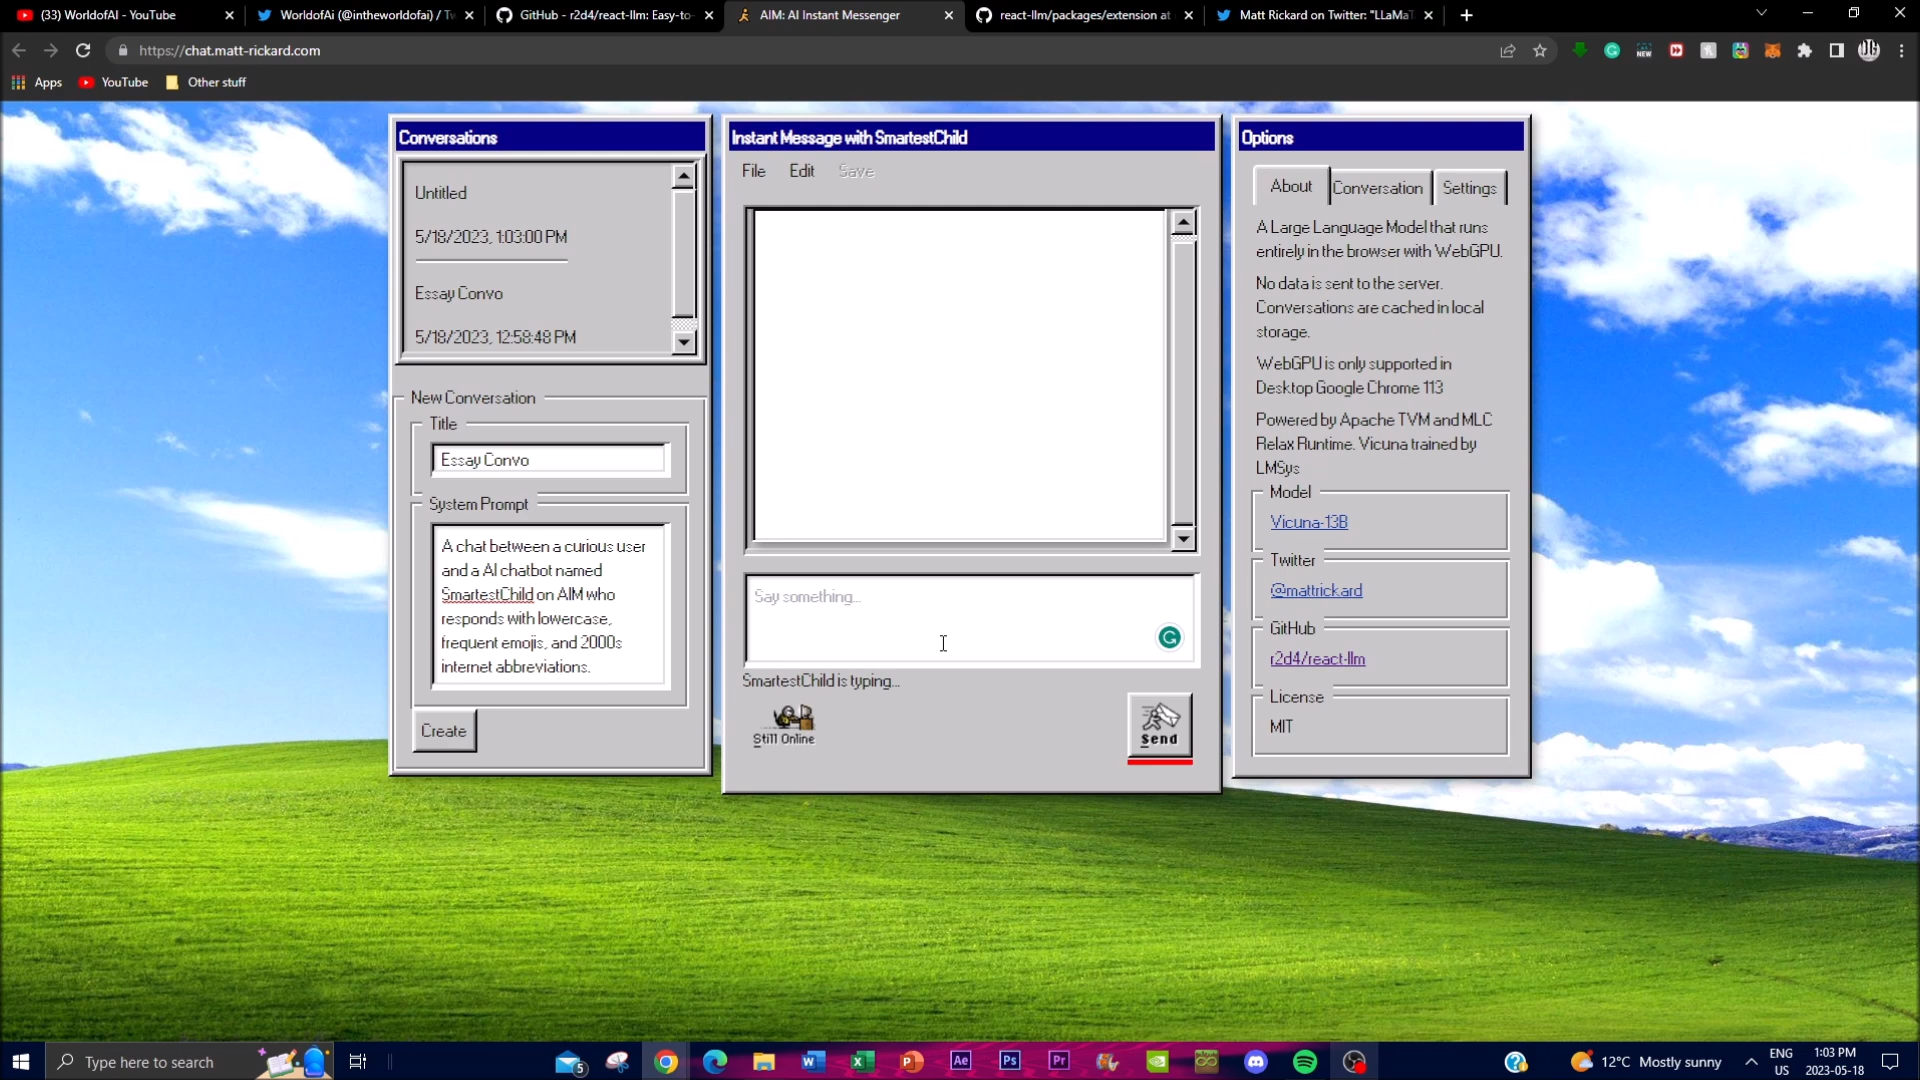 (33) WorldofAI - YouTube
WorldofAi (@intheworldofai) / Tw
GitHub - r2d4/react-llm: Easy-to-
AIM: AI Instant Messenger
react-llm/packages/extension at
Matt Rickard on Twitter: "LLaMa
https://chat.matt-rickard.com
NEW
Apps
YouTube
Other stuff
Conversations
Untitled
5/18/2023, 1:03:00 PM
Essay Convo
5/18/2023, 12:58:48 PM
New Conversation
Title
Essay Convo
System Prompt
A chat between a curious user
and a AI chatbot named
SmartestChild on AIM who
responds with lowercase,
frequent emojis, and 2000s
internet abbreviations.
Create
Instant Message with SmartestChild
File Edit Save
Say something...
SmartestChild is typing...
Still Online
Send
Options
About Conversation Settings
A Large Language Model that runs
entirely in the browser with WebGPU.
No data is sent to the server.
Conversations are cached in local
storage.
WebGPU is only supported in
Desktop Google Chrome 113
Powered by Apache TVM and MLC
Relax Runtime. Vicuna trained by
LMSys
Model
Vicuna-13B
Twitter
@mattrickard
GitHub
r2d4/react-llm
License
MIT
Type here to search
5
Ae
Ps
Pr
12°C Mostly sunny
ENG
US
1:03 PM
2023-05-18